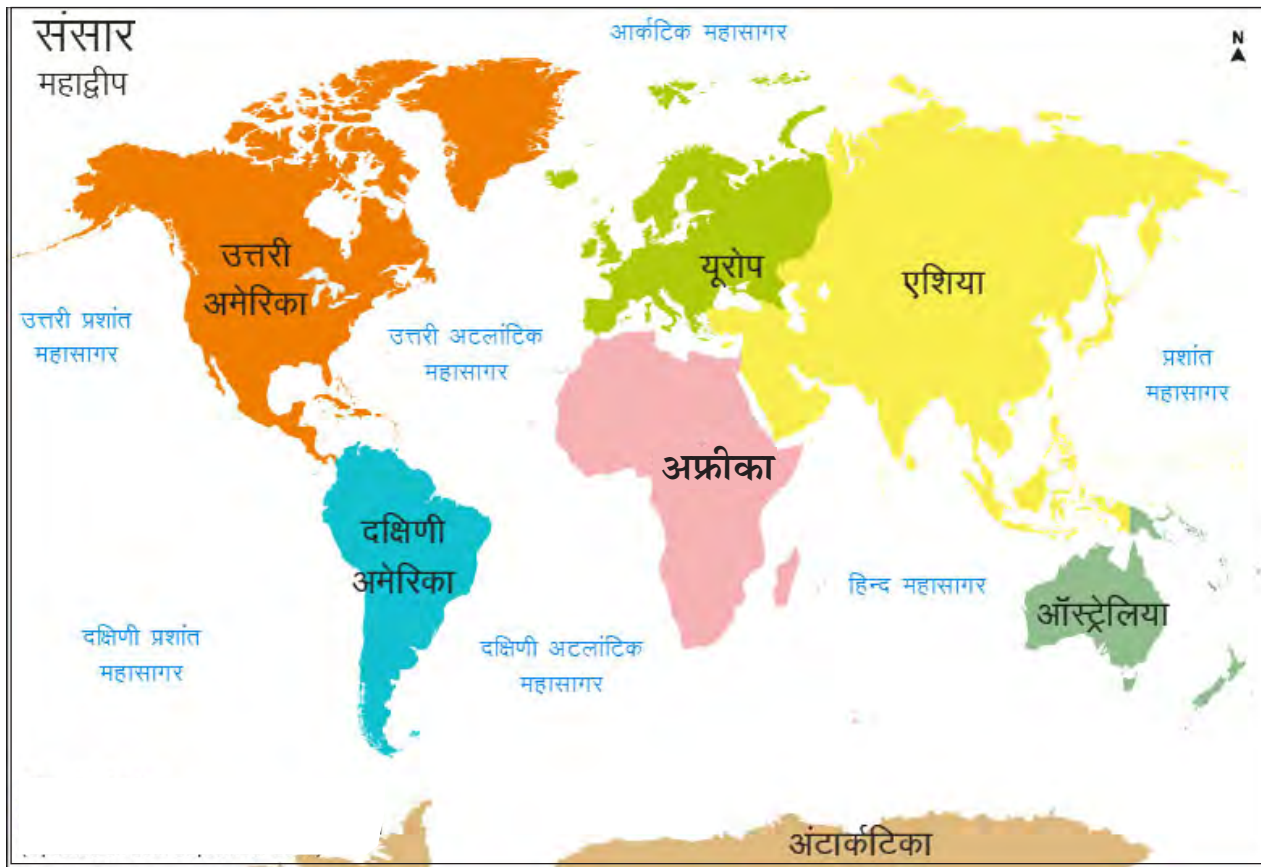 संसार
महाद्वीप
आर्कटिक महासागर
N
उत्तरी
अमेरिका
यूरोप
एशिया
उत्तरी प्रशांत
महासागर
उत्तरी अटलांटिक
महासागर
प्रशांत
महासागर
अफ्रीका
दक्षिणी
अमेरिका
हिन्द महासागर
ऑस्ट्रेलिया
दक्षिणी प्रशांत
महासागर
दक्षिणी अटलांटिक
महासागर
अंटार्कटिका